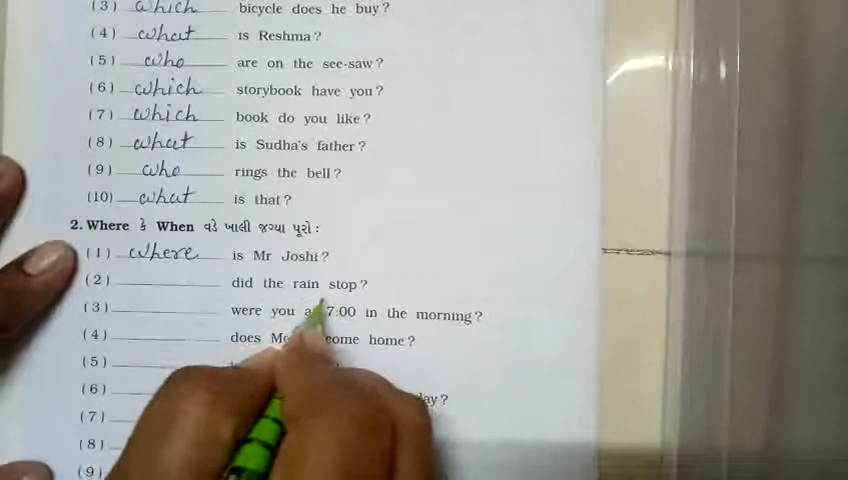 (3) which bicycle does he buy?
(4) what is Reshma?
(5) who are on the see-saw?
(6) which storybook have you?
(7) which book do you like?
(8) what is Sudha's father?
(9) who rings the bell?
(10) what is that?
2. Where કે When વડે ખાલી જગ્યા પૂરો :
(1) where is Mr Joshi?
(2) did the rain stop?
(3) were you 7:00 in the morning?
(4) does come home?
(5)
(6)
(7)
(8)
(9)